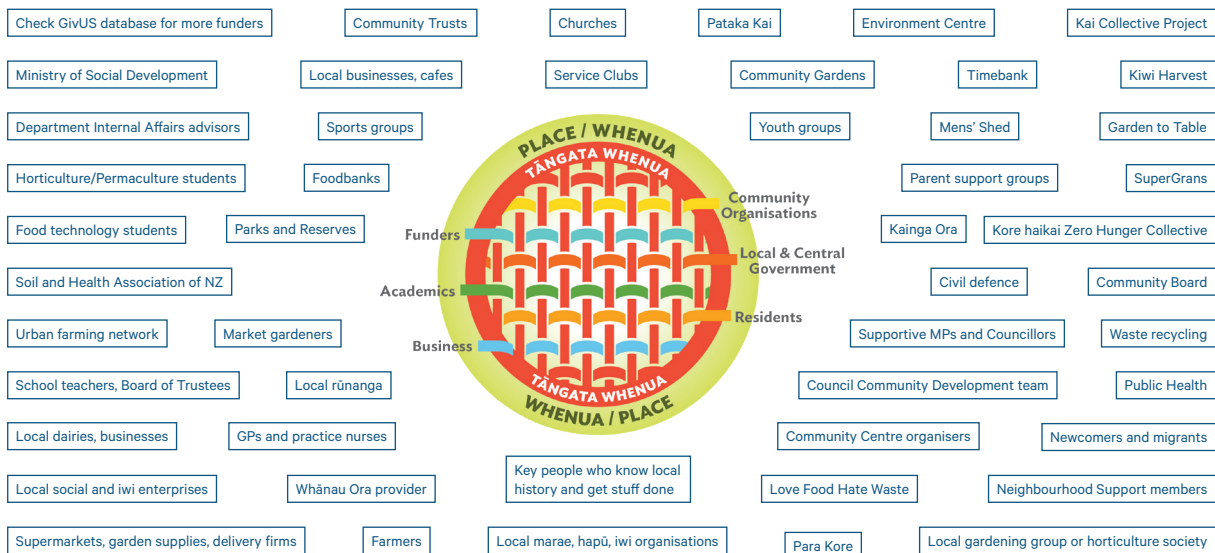 Check GivUS database for more funders
Community Trusts
Churches
Pataka Kai
Environment Centre
Kai Collective Project
Ministry of Social Development
Local businesses, cafes
Service Clubs
Community Gardens
Timebank
Kiwi Harvest
Department Internal Affairs advisors
Sports groups
Youth groups
Mens' Shed
Garden to Table
PLACE / WHENUA
TĀNGATA WHENUA
Horticulture/Permaculture students
Foodbanks
Parent support groups
SuperGrans
Community
Organisations
Food technology students
Parks and Reserves
Funders
Kainga Ora
Kore haikai Zero Hunger Collective
Local & Central
Government
Soil and Health Association of NZ
Academics
Civil defence
Community Board
Residents
Urban farming network
Market gardeners
Business
Supportive MPs and Councillors
Waste recycling
School teachers, Board of Trustees
Local rūnanga
TĀNGATA WHENUA
WHENUA / PLACE
Council Community Development team
Public Health
Local dairies, businesses
GPs and practice nurses
Community Centre organisers
Newcomers and migrants
Key people who know local
history and get stuff done
Local social and iwi enterprises
Whānau Ora provider
Love Food Hate Waste
Neighbourhood Support members
Supermarkets, garden supplies, delivery firms
Farmers
Local marae, hapū, iwi organisations
Para Kore
Local gardening group or horticulture society